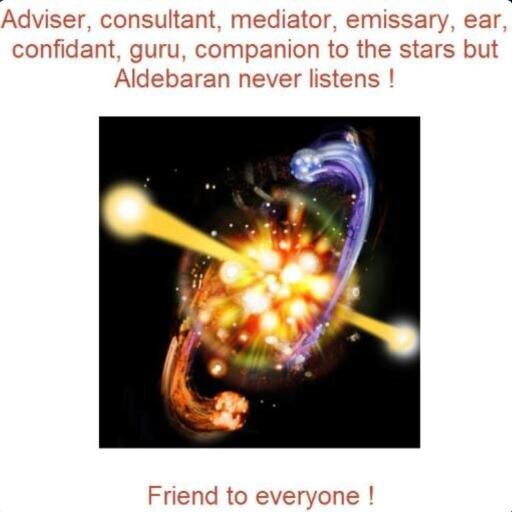 Adviser, consultant, mediator, emissary, ear,
confidant, guru, companion to the stars but
Aldebaran never listens !
Friend to everyone !